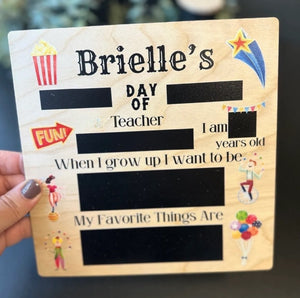 Brielle's
DAY
OF
Teacher
FUN!
I am
years old
When I grow up I want to be
My Favorite Things Are